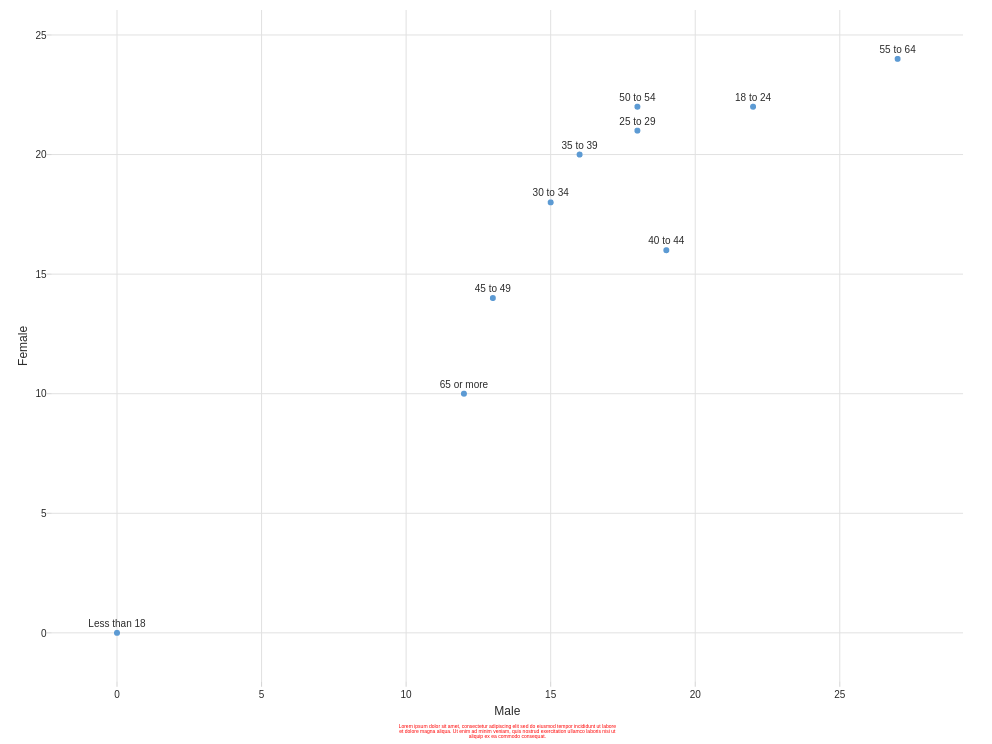 25
55 to 64
50 to 54
18 to 24
25 to 29
35 to 39
20
30 to 34
40 to 44
15
45 to 49
Female
65 or more
10
5
Less than 18
0
0 5 10 15 20 25
Male
Lorem ipsum dolor sit amet, consectetur adipiscing elit sed do eiusmod tempor incididunt ut labore
et dolore magna aliqua. Ut enim ad minim veniam, quis nostrud exercitation ullamco laboris nisi ut
aliquip ex ea commodo consequat.